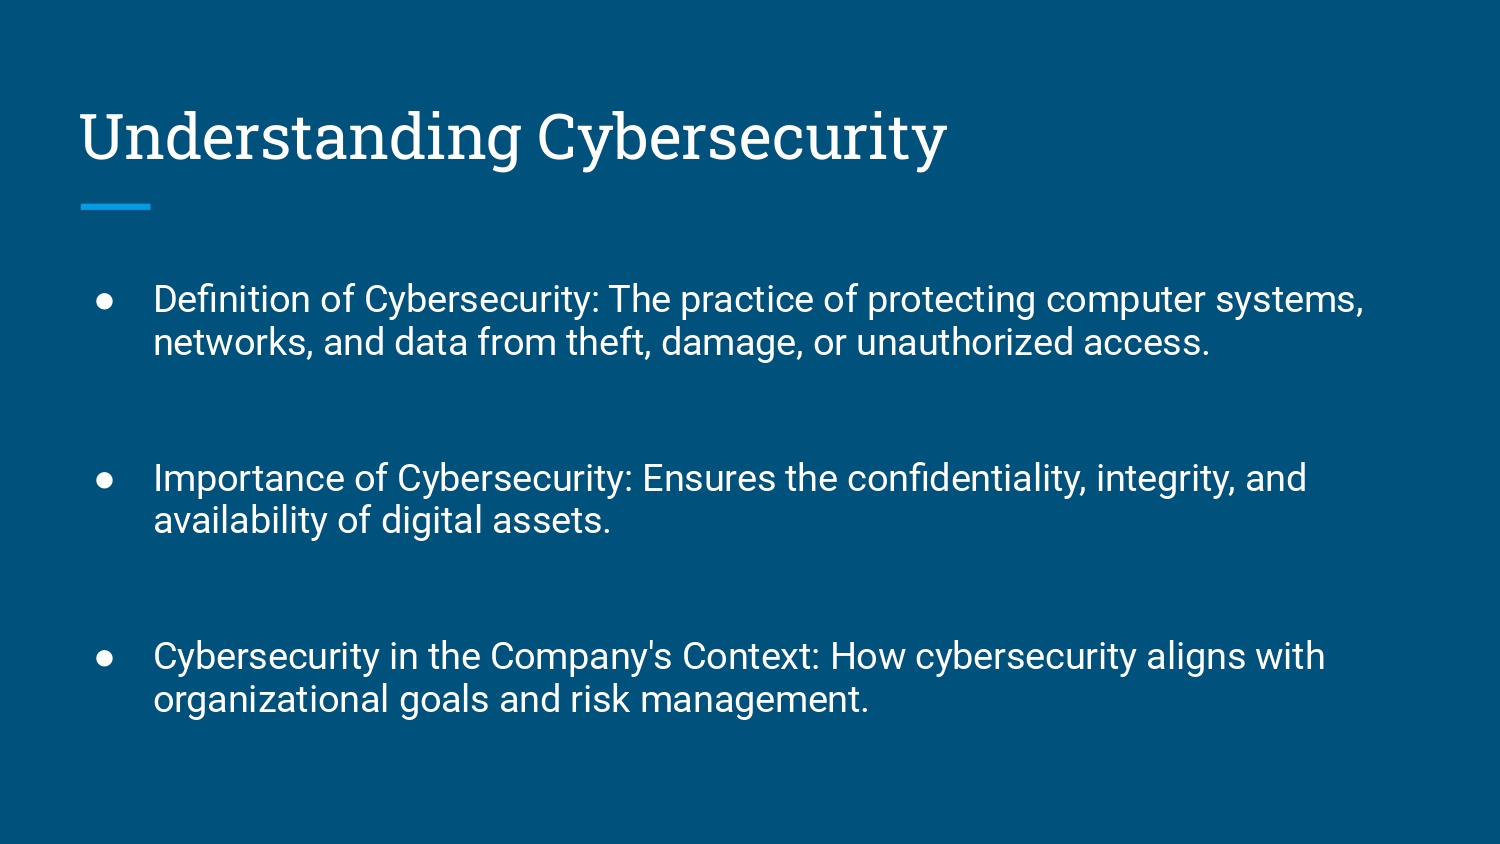 Understanding Cybersecurity
● Definition of Cybersecurity: The practice of protecting computer systems,
networks, and data from theft, damage, or unauthorized access.
● Importance of Cybersecurity: Ensures the confidentiality, integrity, and
availability of digital assets.
● Cybersecurity in the Company's Context: How cybersecurity aligns with
organizational goals and risk management.